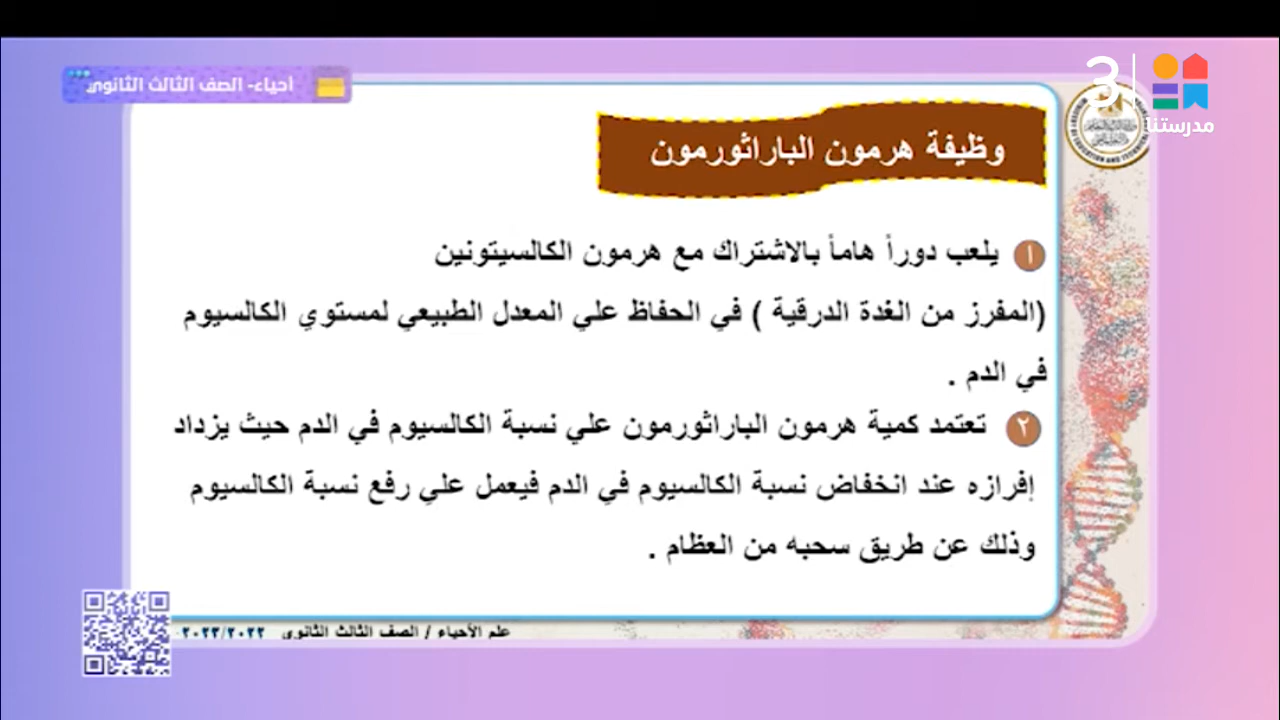 أحياء- الصف الثالث الثانوي
3
مدرستنا
وظيفة هرمون الباراثورمون
١ يلعب دوراً هاماً بالاشتراك مع هرمون الكالسيتونين
(المفرز من الغدة الدرقية ) في الحفاظ علي المعدل الطبيعي لمستوي الكالسيوم
في الدم .
٢ تعتمد كمية هرمون الباراثورمون علي نسبة الكالسيوم في الدم حيث يزداد
إفرازه عند انخفاض نسبة الكالسيوم في الدم فيعمل علي رفع نسبة الكالسيوم
وذلك عن طريق سحبه من العظام .
علم الأحياء / الصف الثالث الثانوي ٢٠٢٣/٢٠٢٢